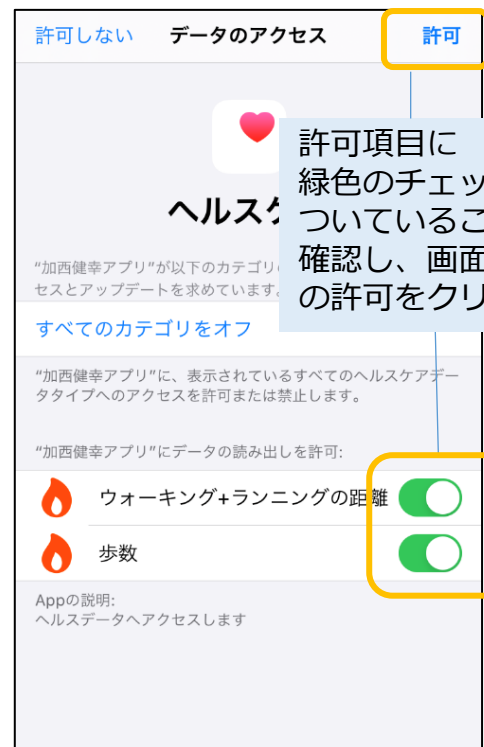 許可しない データのアクセス 許可
許可項目に
緑色のチェッ
ついているこ
確認し、画面
の許可をクリ
ヘルスケ
“加西健幸アプリ”が以下のカテゴリ
セスとアップデートを求めています。
すべてのカテゴリをオフ
“加西健幸アプリ”に、表示されているすべてのヘルスケアデー
タタイプへのアクセスを許可または禁止します。
“加西健幸アプリ”にデータの読み出しを許可:
ウォーキング+ランニングの距離
歩数
Appの説明:
ヘルスデータへアクセスします